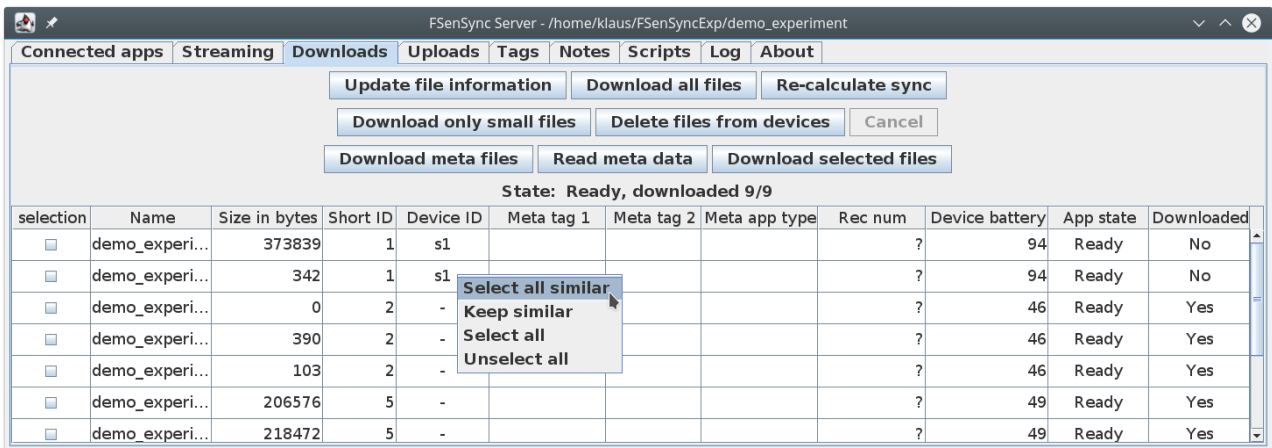 FSenSync Server - /home/klaus/FSenSyncExp/demo_experiment
Connected apps Streaming Downloads Uploads Tags Notes Scripts Log About
Update file information Download all files Re-calculate sync
Download only small files Delete files from devices Cancel
Download meta files Read meta data Download selected files
State: Ready, downloaded 9/9
selection Name Size in bytes Short ID Device ID Meta tag 1 Meta tag 2 Meta app type Rec num Device battery App state Downloaded
demo_experi... 373839 1 s1 ? 94 Ready No
demo_experi... 342 1 s1 ? 94 Ready No
Select all similar
Keep similar
Select all
Unselect all
demo_experi... 0 2 - ? 46 Ready Yes
demo_experi... 390 2 - ? 46 Ready Yes
demo_experi... 103 2 - ? 46 Ready Yes
demo_experi... 206576 5 - ? 49 Ready Yes
demo_experi... 218472 5 - ? 49 Ready Yes